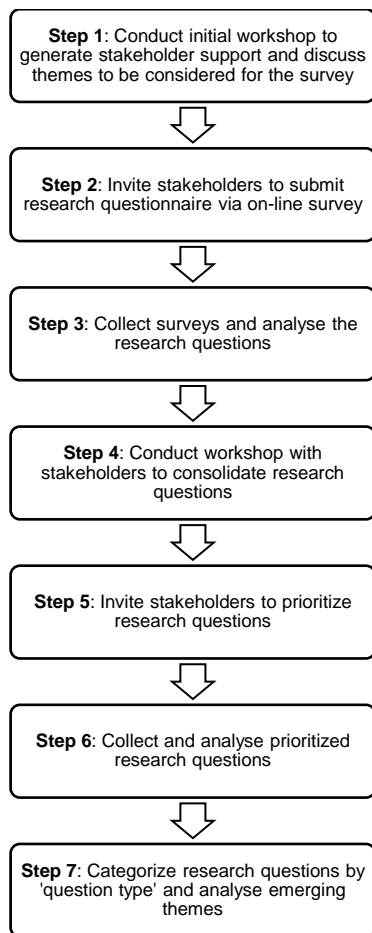 Step 1: Conduct initial workshop to
generate stakeholder support and discuss
themes to be considered for the survey
Step 2: Invite stakeholders to submit
research questionnaire via on-line survey
Step 3: Collect surveys and analyse the
research questions
Step 4: Conduct workshop with
stakeholders to consolidate research
questions
Step 5: Invite stakeholders to prioritize
research questions
Step 6: Collect and analyse prioritized
research questions
Step 7: Categorize research questions by
'question type' and analyse emerging
themes